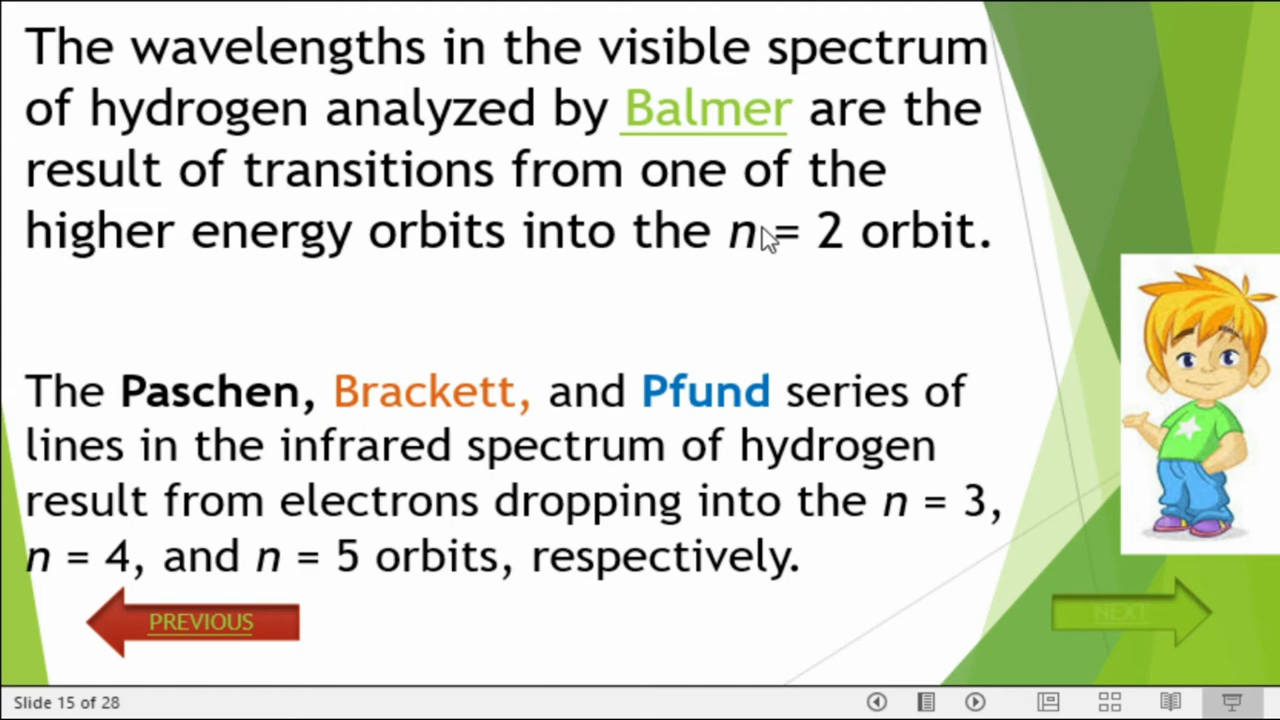 The wavelengths in the visible spectrum
of hydrogen analyzed by Balmer are the
result of transitions from one of the
higher energy orbits into the n = 2 orbit.
The Paschen, Brackett, and Pfund series of
lines in the infrared spectrum of hydrogen
result from electrons dropping into the n = 3,
n = 4, and n = 5 orbits, respectively.
PREVIOUS
NEXT
Slide 15 of 28